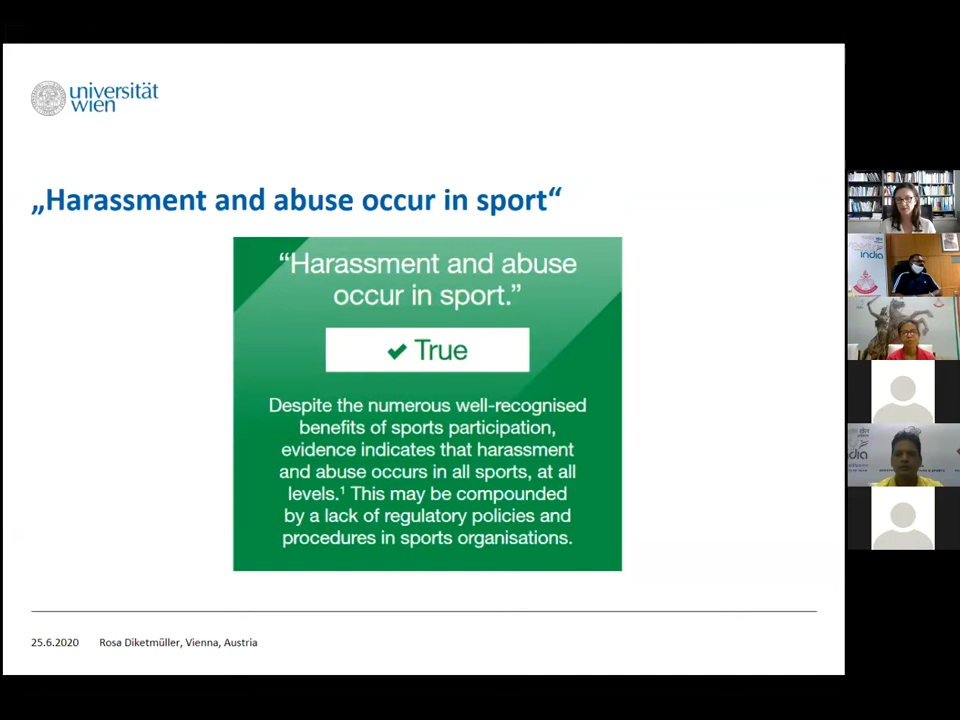 universität
wien
„Harassment and abuse occur in sport“
“Harassment and abuse
occur in sport.”
✔ True
Despite the numerous well-recognised
benefits of sports participation,
evidence indicates that harassment
and abuse occurs in all sports, at all
levels.¹ This may be compounded
by a lack of regulatory policies and
procedures in sports organisations.
25.6.2020 Rosa Diketmüller, Vienna, Austria
india